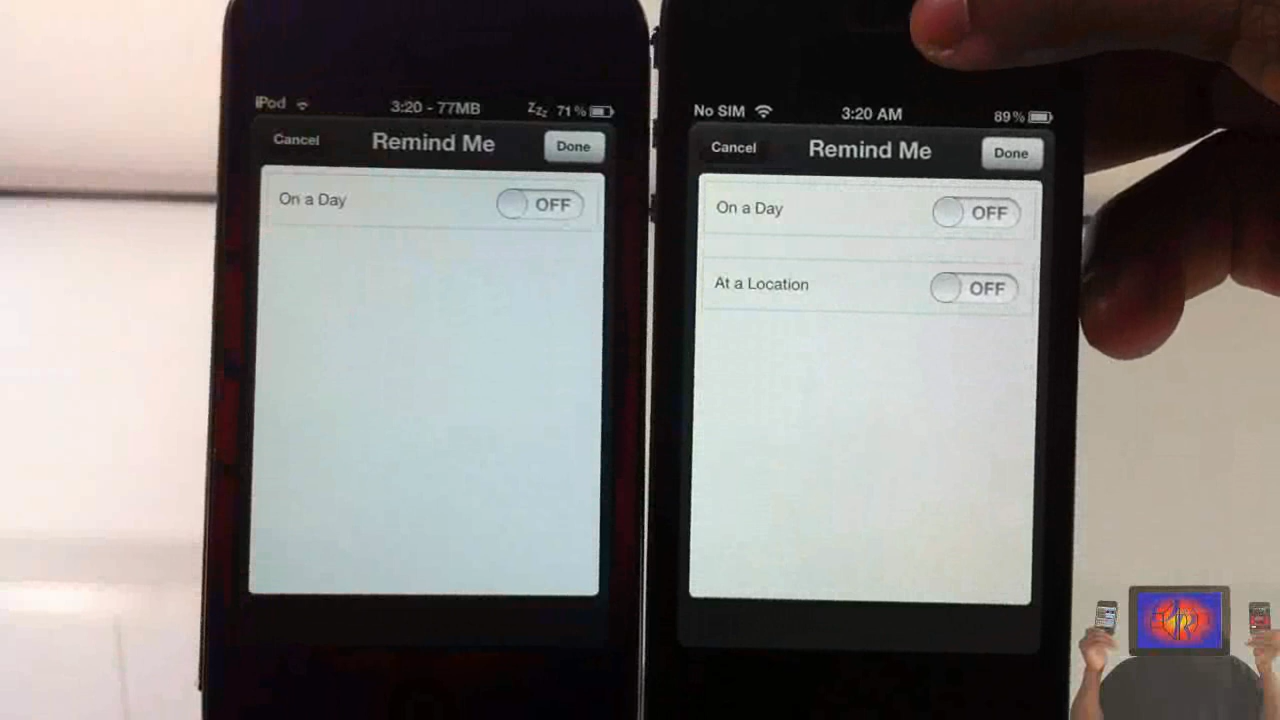 iPod 3:20 - 77MB Zzz 71%
Cancel Remind Me Done
On a Day OFF
No SIM 3:20 AM 89%
Cancel Remind Me Done
On a Day OFF
At a Location OFF